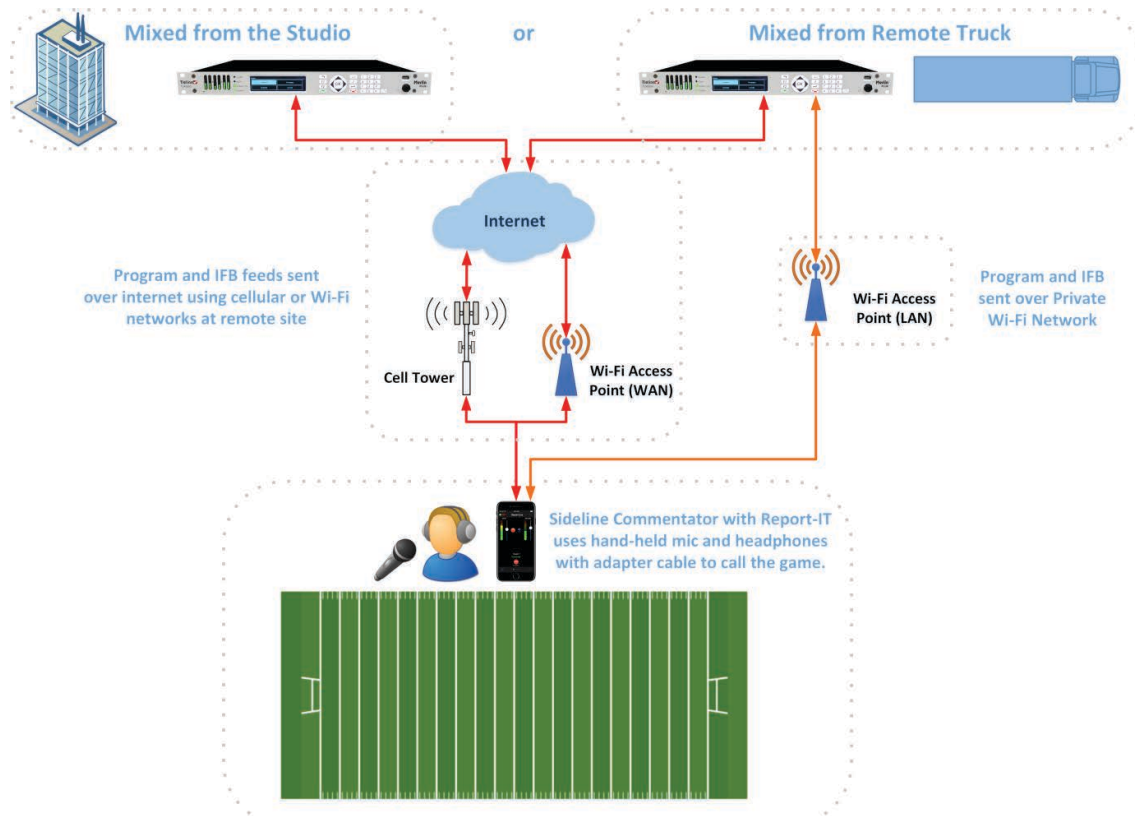 Mixed from the Studio
or
Mixed from Remote Truck
Internet
Program and IFB feeds sent
over internet using cellular or Wi-Fi
networks at remote site
Cell Tower
Wi-Fi Access
Point (WAN)
Wi-Fi Access
Point (LAN)
Program and IFB
sent over Private
Wi-Fi Network
Sideline Commentator with Report-IT
uses hand-held mic and headphones
with adapter cable to call the game.